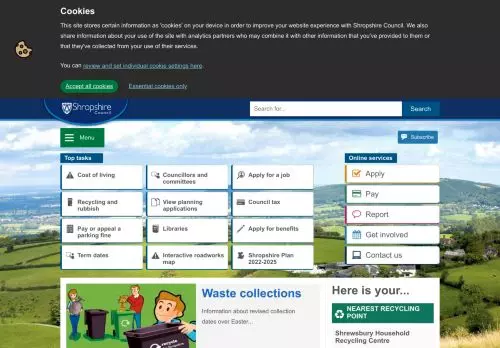 Cookies
This site stores certain information as 'cookies' on your device in order to improve your website experience with Shropshire Council. We also
share information about your use of the site with analytics partners who may combine it with other information that you've provided to them or
that they've collected from your use of their services.
You can review and set individual cookie settings here.
Accept all cookies
Essential cookies only
Shropshire
Council
Search for...
Search
Menu
Subscribe
Top tasks
Online services
Cost of living
Councillors and
committees
Apply for a job
Apply
Recycling and
rubbish
View planning
applications
Council tax
Pay
Report
Pay or appeal a
parking fine
Libraries
Apply for benefits
Get involved
Term dates
Interactive roadworks
map
Shropshire Plan
2022-2025
Contact us
Waste collections
Information about revised collection
dates over Easter...
Here is your...
NEAREST RECYCLING
POINT
Shrewsbury Household
Recycling Centre
recycle